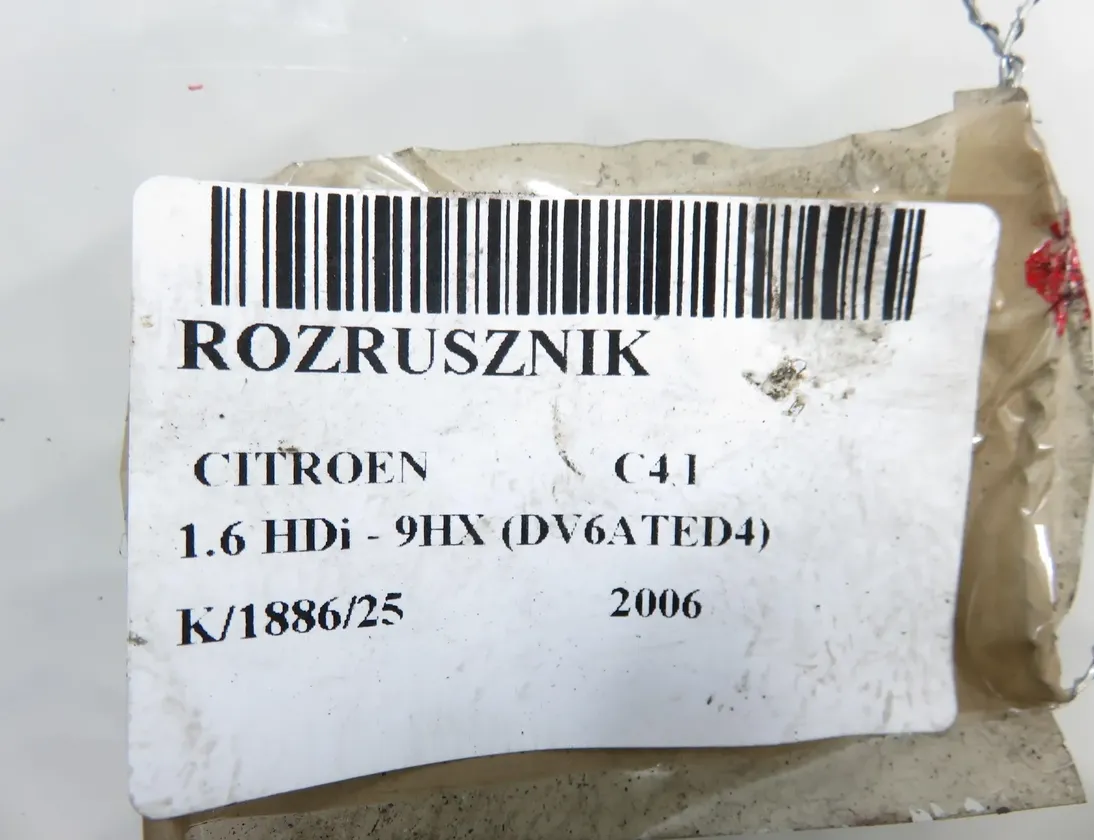 ROZRUSZNIK
CITROEN C4 I
1.6 HDi - 9HX (DV6ATED4)
K/1886/25 2006